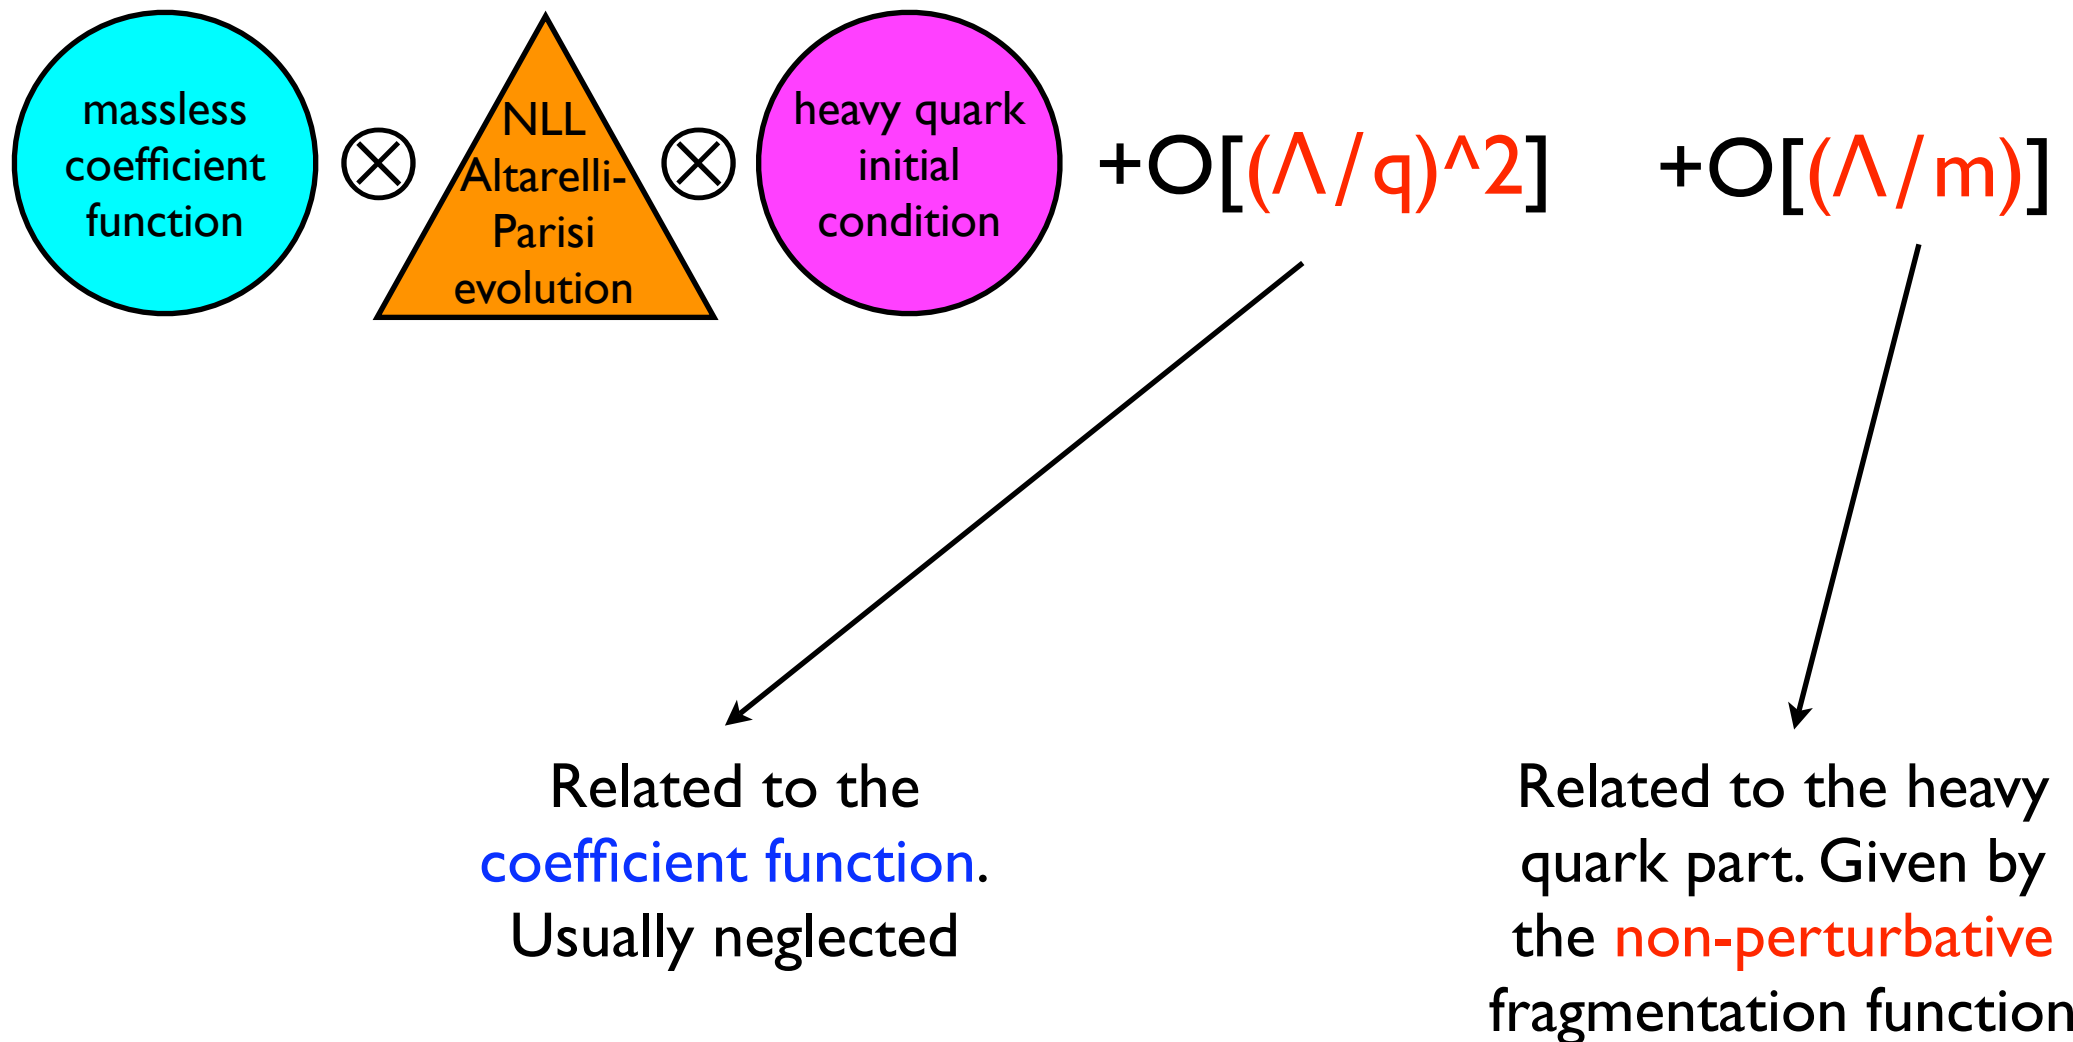 massless
coefficient
function
⊗
NLL
Altarelli-
Parisi
evolution
⊗
heavy quark
initial
condition
+O[(Λ/q)^2]
+O[(Λ/m)]
Related to the
coefficient function.
Usually neglected
Related to the heavy
quark part. Given by
the non-perturbative
fragmentation function